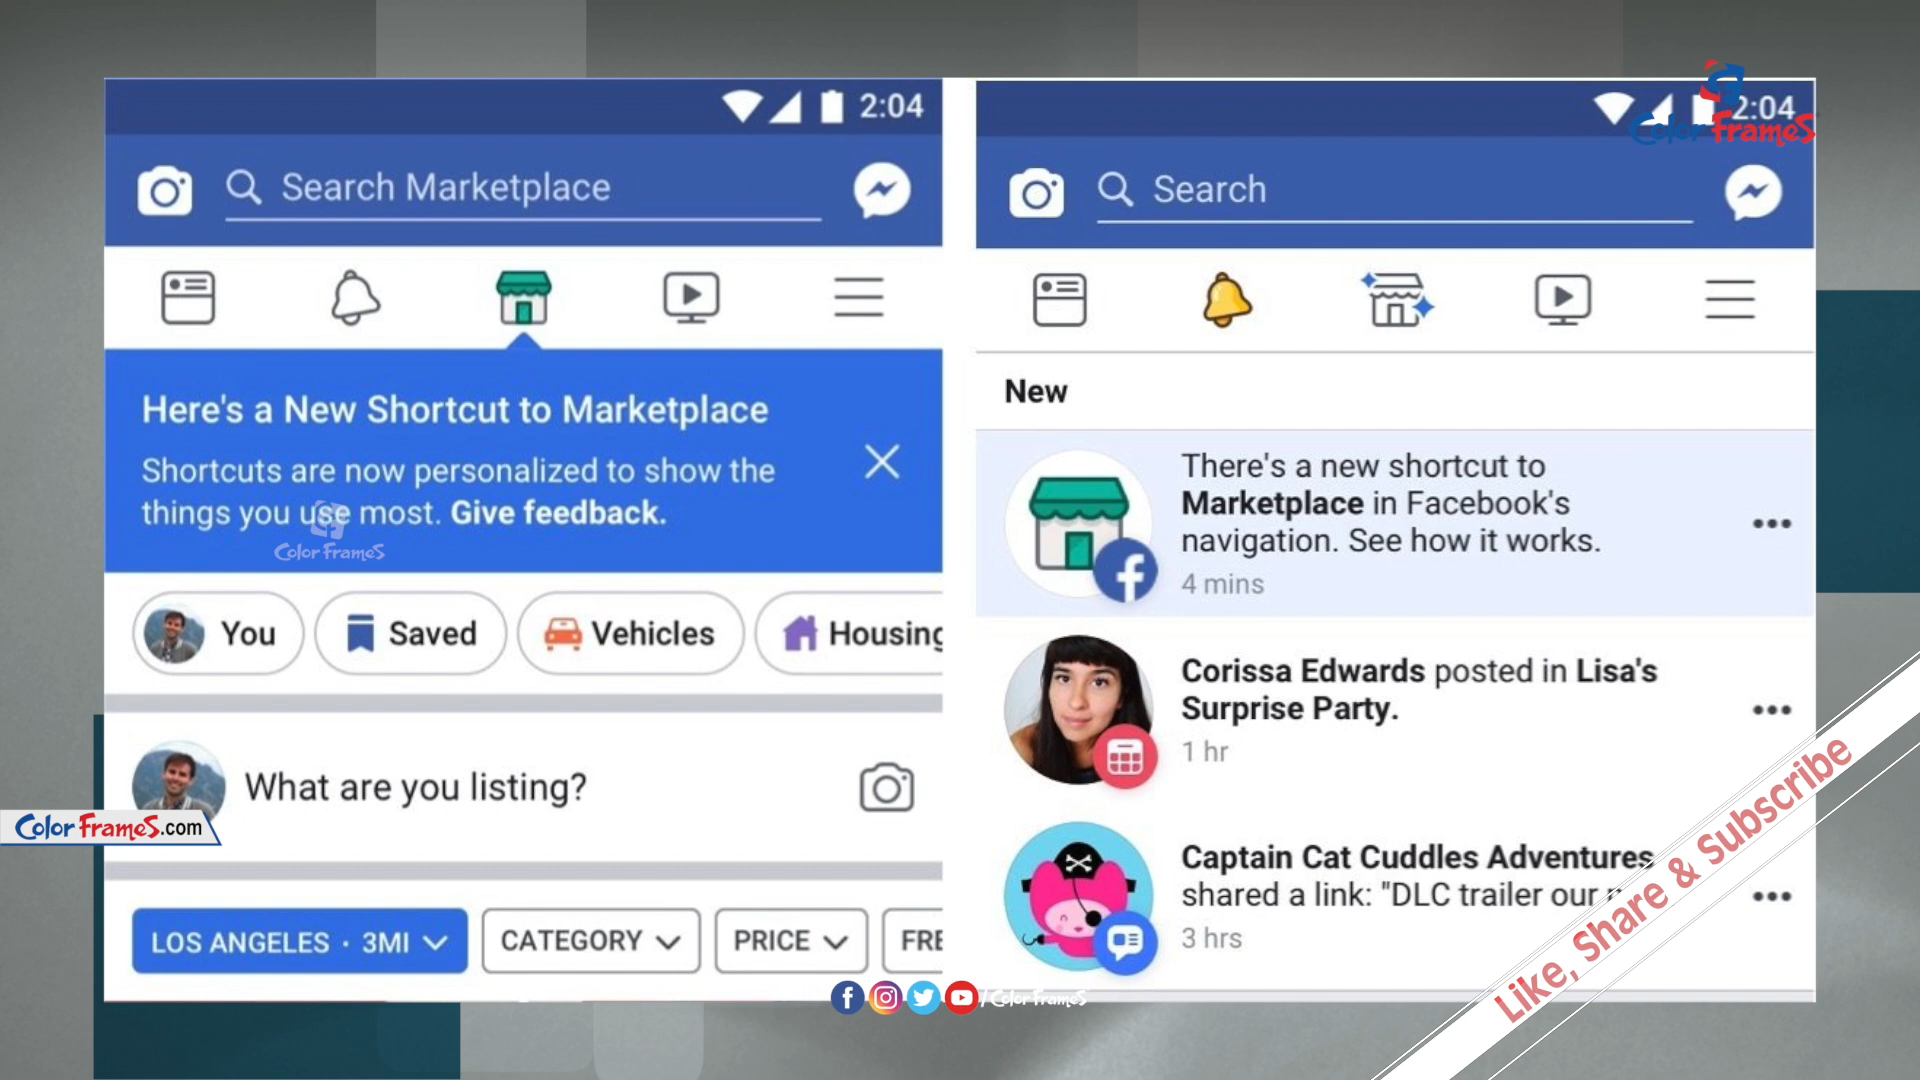 2:04
Search Marketplace
Here's a New Shortcut to Marketplace
Shortcuts are now personalized to show the
things you use most. Give feedback.
Color FrameS
You
Saved
Vehicles
Housing
What are you listing?
Color FrameS.com
LOS ANGELES · 3MI
CATEGORY
PRICE
FRE
2:04
Color FrameS
Search
New
There's a new shortcut to
Marketplace in Facebook's
navigation. See how it works.
4 mins
Corissa Edwards posted in Lisa's
Surprise Party.
1 hr
Captain Cat Cuddles Adventures
shared a link: "DLC trailer our
3 hrs
Like, Share & Subscribe
/Color FrameS